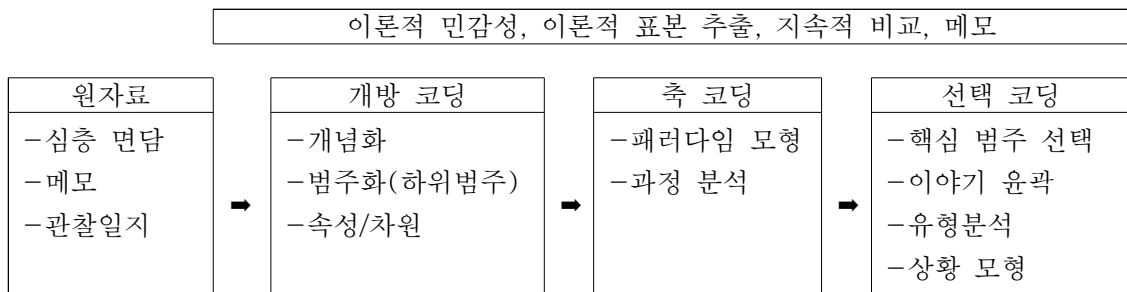 이론적 민감성, 이론적 표본 추출, 지속적 비교, 메모
원자료
-심층 면담
-메모
-관찰일지
➡
개방 코딩
-개념화
-범주화(하위범주)
-속성/차원
➡
축 코딩
-패러다임 모형
-과정 분석
➡
선택 코딩
-핵심 범주 선택
-이야기 윤곽
-유형분석
-상황 모형